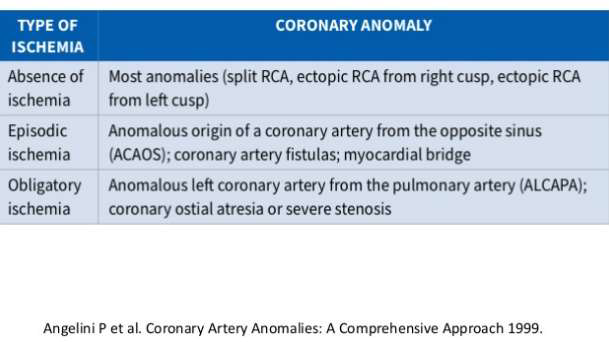 TYPE OF ISCHEMIA
CORONARY ANOMALY
Absence of ischemia
Most anomalies (split RCA, ectopic RCA from right cusp, ectopic RCA
from left cusp)
Episodic ischemia
Anomalous origin of a coronary artery from the opposite sinus
(ACAOS); coronary artery fistulas; myocardial bridge
Obligatory ischemia
Anomalous left coronary artery from the pulmonary artery (ALCAPA);
coronary ostial atresia or severe stenosis
Angelini P et al. Coronary Artery Anomalies: A Comprehensive Approach 1999.